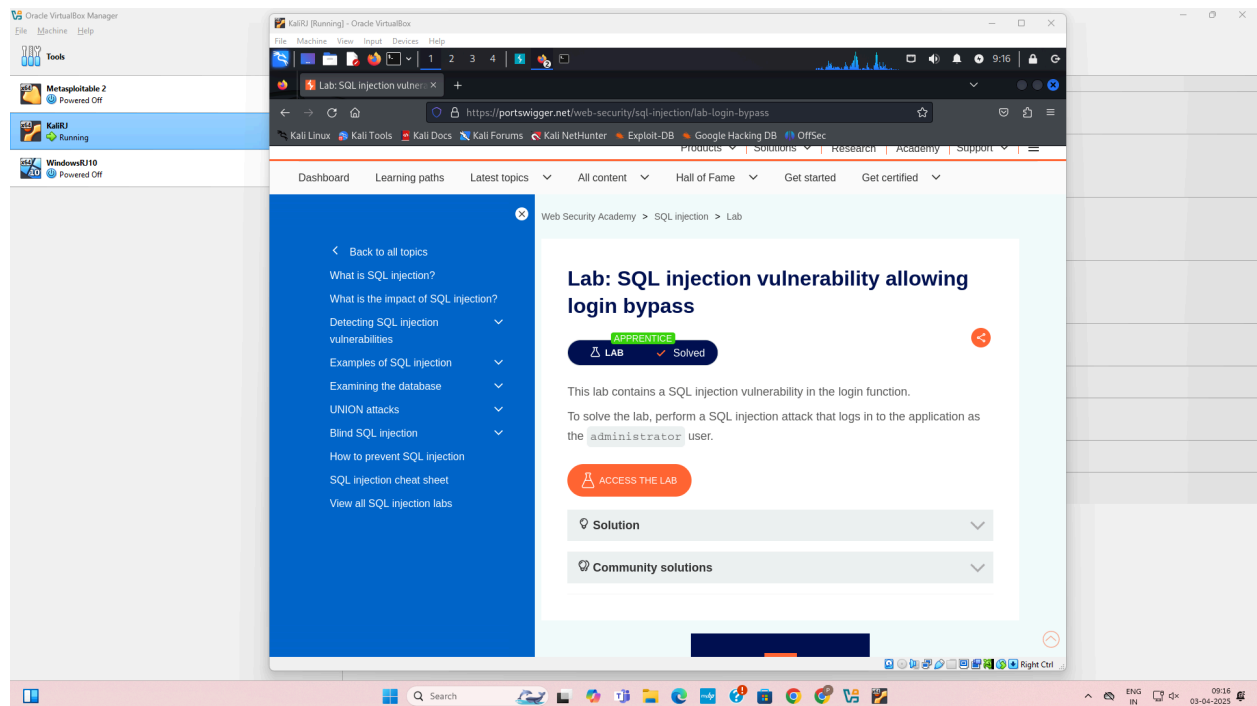 Oracle VirtualBox Manager
File Machine Help
Tools
Metasploitable 2
Powered Off
KaliRJ
Running
WindowsRJ10
Powered Off
KaliRJ [Running] - Oracle VirtualBox
File Machine View Input Devices Help
1 2 3 4
9:16
Lab: SQL injection vulnera
https://portswigger.net/web-security/sql-injection/lab-login-bypass
Kali Linux Kali Tools Kali Docs Kali Forums Kali NetHunter Exploit-DB Google Hacking DB OffSec
Products Solutions Research Academy Support
Dashboard Learning paths Latest topics All content Hall of Fame Get started Get certified
Back to all topics
What is SQL injection?
What is the impact of SQL injection?
Detecting SQL injection
vulnerabilities
Examples of SQL injection
Examining the database
UNION attacks
Blind SQL injection
How to prevent SQL injection
SQL injection cheat sheet
View all SQL injection labs
Web Security Academy > SQL injection > Lab
Lab: SQL injection vulnerability allowing
login bypass
APPRENTICE
LAB Solved
This lab contains a SQL injection vulnerability in the login function.
To solve the lab, perform a SQL injection attack that logs in to the application as
the administrator user.
ACCESS THE LAB
Solution
Community solutions
Right Ctrl
Search
ENG
IN
09:16
03-04-2025